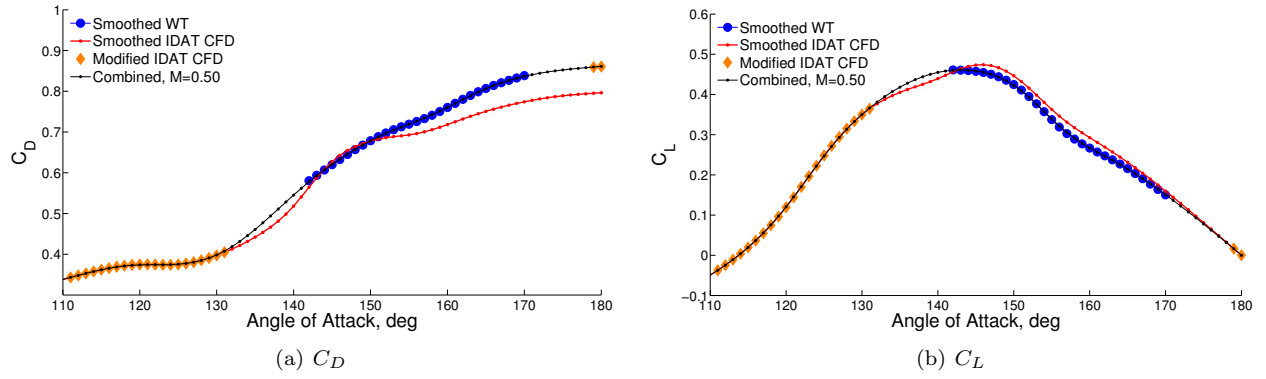 Smoothed WT
Smoothed IDAT CFD
Modified IDAT CFD
Combined, M=0.50
1
0.9
0.8
0.7
0.6
0.5
0.4
C_D
110 120 130 140 150 160 170 180
Angle of Attack, deg
(a) C_D
Smoothed WT
Smoothed IDAT CFD
Modified IDAT CFD
Combined, M=0.50
0.6
0.5
0.4
0.3
0.2
0.1
0
−0.1
C_L
110 120 130 140 150 160 170 180
Angle of Attack, deg
(b) C_L